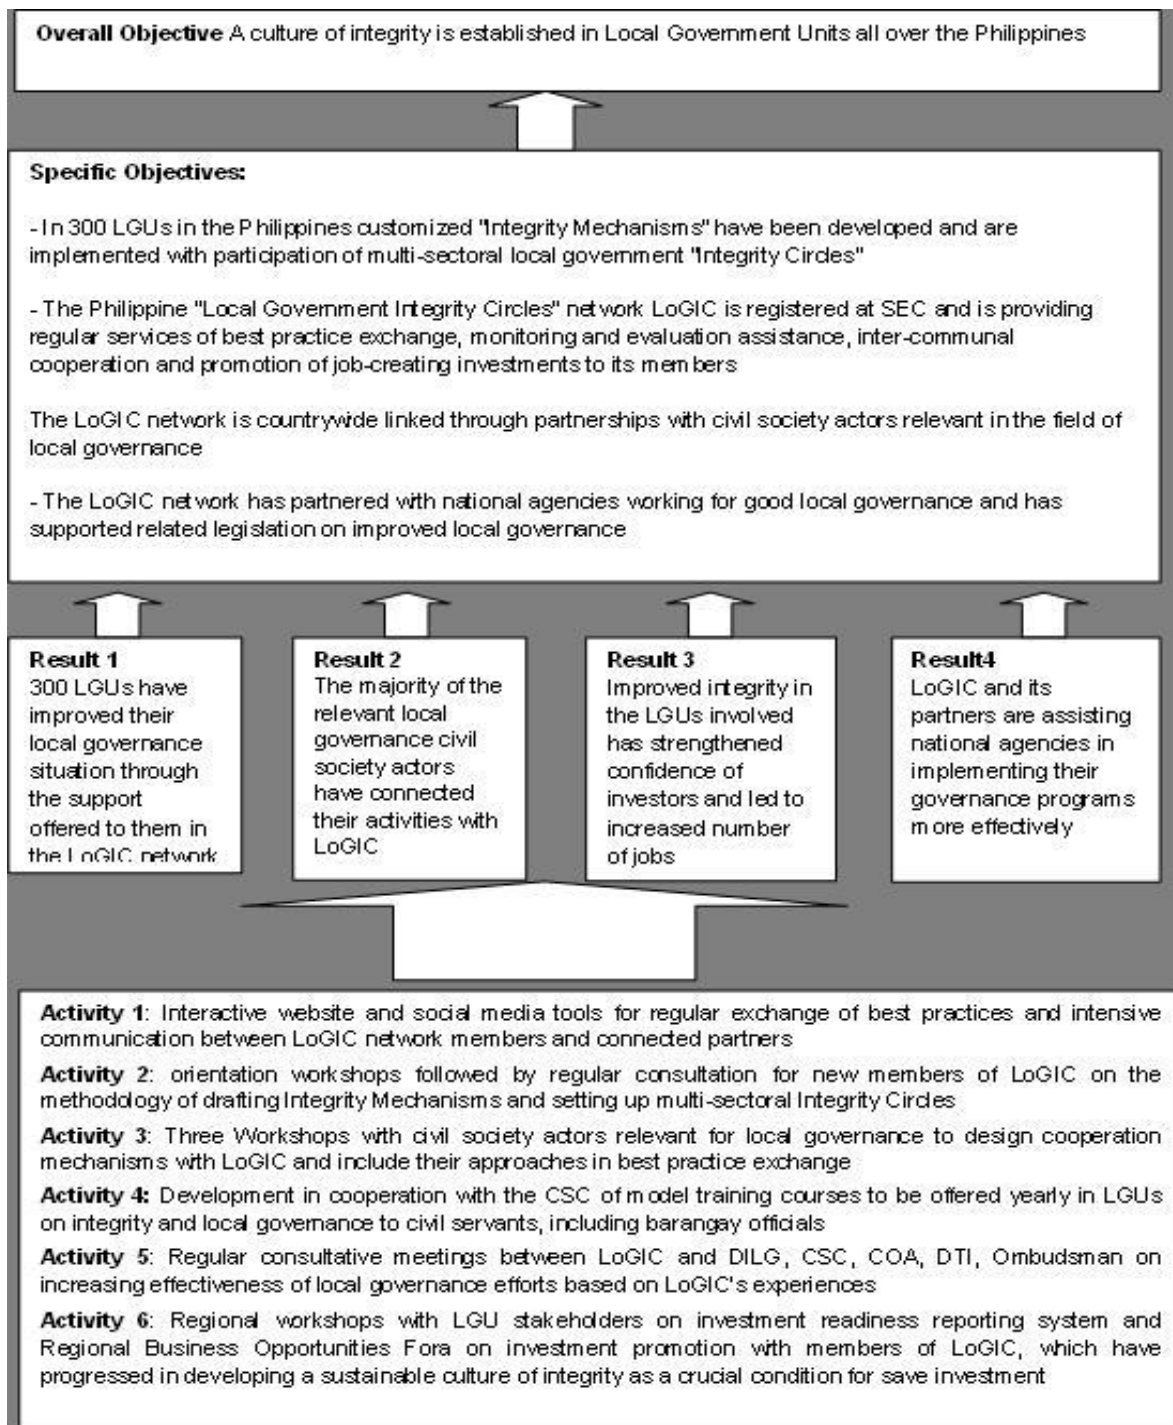 Overall Objective A culture of integrity is established in Local Government Units all over the Philippines
Specific Objectives:
- In 300 LGUs in the Philippines customized "Integrity Mechanisms" have been developed and are
implemented with participation of multi-sectoral local government "Integrity Circles"
- The Philippine "Local Government Integrity Circles" network LoGIC is registered at SEC and is providing
regular services of best practice exchange, monitoring and evaluation assistance, inter-communal
cooperation and promotion of job-creating investments to its members
The LoGIC network is countrywide linked through partnerships with civil society actors relevant in the field of
local governance
- The LoGIC network has partnered with national agencies working for good local governance and has
supported related legislation on improved local governance
Result 1
300 LGUs have
improved their
local governance
situation through
the support
offered to them in
the LoGIC network
Result 2
The majority of the
relevant local
governance civil
society actors
have connected
their activities with
LoGIC
Result 3
Improved integrity in
the LGUs involved
has strengthened
confidence of
investors and led to
increased number
of jobs
Result4
LoGIC and its
partners are assisting
national agencies in
implementing their
governance programs
more effectively
Activity 1: Interactive website and social media tools for regular exchange of best practices and intensive
communication between LoGIC network members and connected partners
Activity 2: orientation workshops followed by regular consultation for new members of LoGIC on the
methodology of drafting Integrity Mechanisms and setting up multi-sectoral Integrity Circles
Activity 3: Three Workshops with civil society actors relevant for local governance to design cooperation
mechanisms with LoGIC and include their approaches in best practice exchange
Activity 4: Development in cooperation with the CSC of model training courses to be offered yearly in LGUs
on integrity and local governance to civil servants, including barangay officials
Activity 5: Regular consultative meetings between LoGIC and DILG, CSC, COA, DTI, Ombudsman on
increasing effectiveness of local governance efforts based on LoGIC's experiences
Activity 6: Regional workshops with LGU stakeholders on investment readiness reporting system and
Regional Business Opportunities Fora on investment promotion with members of LoGIC, which have
progressed in developing a sustainable culture of integrity as a crucial condition for save investment